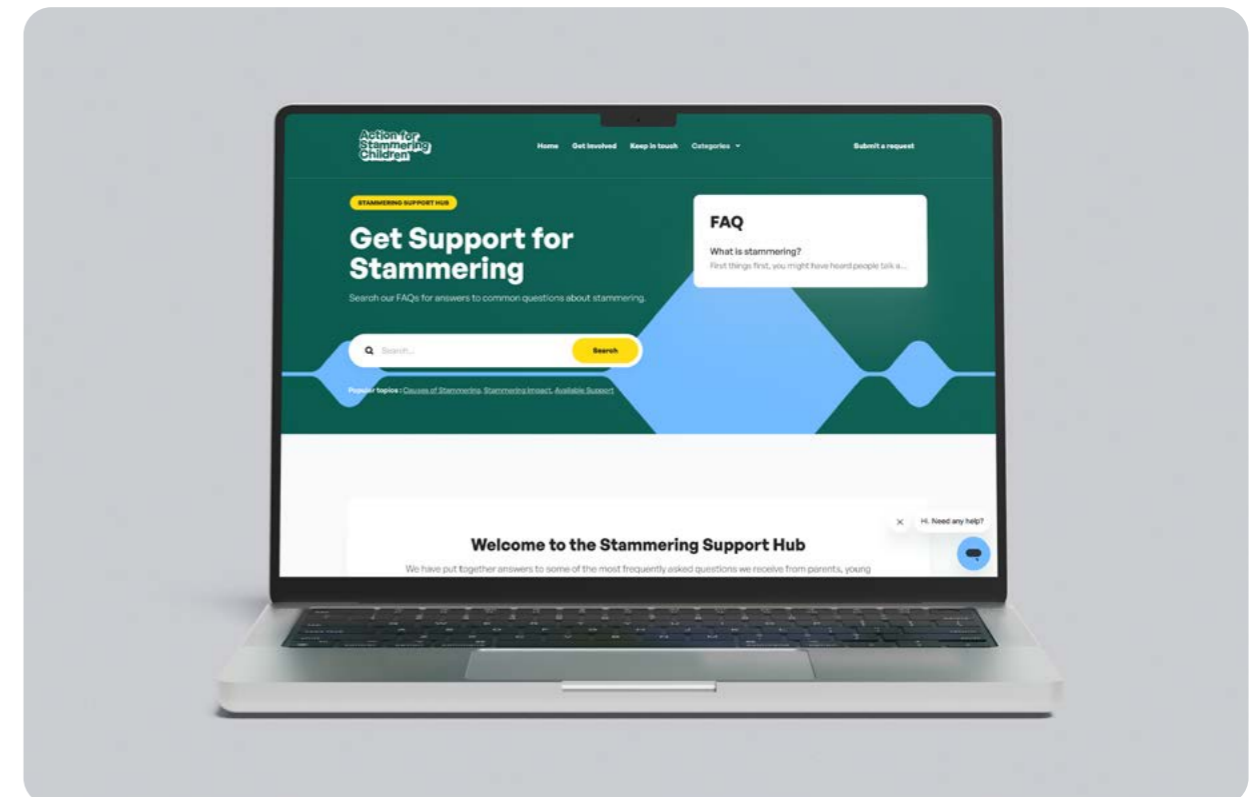 Action for
Stammering
Children
Home Get Involved Keep in touch Categories Submit a request
STAMMERING SUPPORT HUB
Get Support for
Stammering
Search our FAQs for answers to common questions about stammering.
Search...
Search
Popular topics : Causes of Stammering, Stammering Impact, Available Support
FAQ
What is stammering?
First things first, you might have heard people talk a...
Hi. Need any help?
Welcome to the Stammering Support Hub
We have put together answers to some of the most frequently asked questions we receive from parents, young